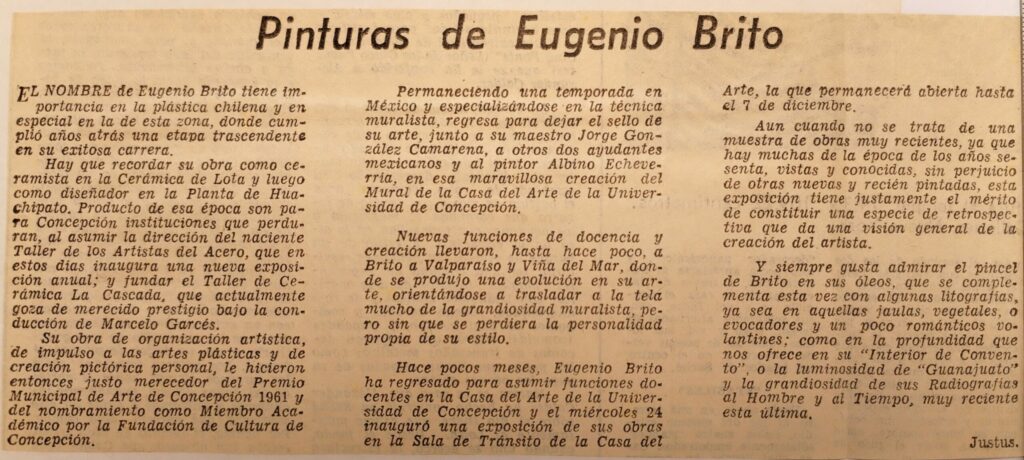 Pinturas de Eugenio Brito
EL NOMBRE de Eugenio Brito tiene im-
portancia en la plástica chilena y en
especial en la de esta zona, donde cum-
plió años atrás una etapa trascendente
en su exitosa carrera.
Hay que recordar su obra como ce-
ramista en la Cerámica de Lota y luego
como diseñador en la Planta de Hua-
chipato. Producto de esa época son pa-
ra Concepción instituciones que perdu-
ran, al asumir la dirección del naciente
Taller de los Artistas del Acero, que en
estos días inaugura una nueva exposi-
ción anual; y fundar el Taller de Ce-
rámica La Cascada, que actualmente
goza de merecido prestigio bajo la con-
ducción de Marcelo Garcés.
Su obra de organización artística,
de impulso a las artes plásticas y de
creación pictórica personal, le hicieron
entonces justo merecedor del Premio
Municipal de Arte de Concepción 1961 y
del nombramiento como Miembro Aca-
démico por la Fundación de Cultura de
Concepción.
Permaneciendo una temporada en
México y especializándose en la técnica
muralista, regresa para dejar el sello de
su arte, junto a su maestro Jorge Gon-
zález Camarena, a otros dos ayudantes
mexicanos y al pintor Albino Echeve-
rría, en esa maravillosa creación del
Mural de la Casa del Arte de la Univer-
sidad de Concepción.
Nuevas funciones de docencia y
creación llevaron, hasta hace poco, a
Brito a Valparaíso y Viña del Mar, don-
de se produjo una evolución en su ar-
te, orientándose a trasladar a la tela
mucho de la grandiosidad muralista, pe-
ro sin que se perdiera la personalidad
propia de su estilo.
Hace pocos meses, Eugenio Brito
ha regresado para asumir funciones do-
centes en la Casa del Arte de la Univer-
sidad de Concepción y el miércoles 24
inauguró una exposición de sus obras
en la Sala de Tránsito de la Casa del
Arte, la que permanecerá abierta hasta
el 7 de diciembre.
Aun cuando no se trata de una
muestra de obras muy recientes, ya que
hay muchas de la época de los años se-
senta, vistas y conocidas, sin perjuicio
de otras nuevas y recién pintadas, esta
exposición tiene justamente el mérito
de constituir una especie de retrospec-
tiva que da una visión general de la
creación del artista.
Y siempre gusta admirar el pincel
de Brito en sus óleos, que se comple-
menta esta vez con algunas litografías,
ya sea en aquellas jaulas, vegetales, o
evocadores y un poco románticos vo-
lantines; como en la profundidad que
nos ofrece en su "Interior de Conven-
to", o la luminosidad de "Guanajuato"
y la grandiosidad de sus Radiografías
al Hombre y al Tiempo, muy reciente
esta última.
Justus.